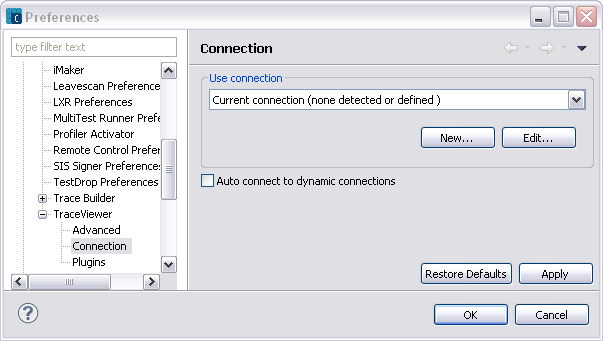 Preferences
type filter text
iMaker
Leavescan Preference
LXR Preferences
MultiTest Runner Prefe
Profiler Activator
Remote Control Prefer
SIS Signer Preference:
TestDrop Preferences
Trace Builder
TraceViewer
Advanced
Connection
Plugins
Connection
Use connection
Current connection (none detected or defined )
New...
Edit...
Auto connect to dynamic connections
Restore Defaults
Apply
OK
Cancel